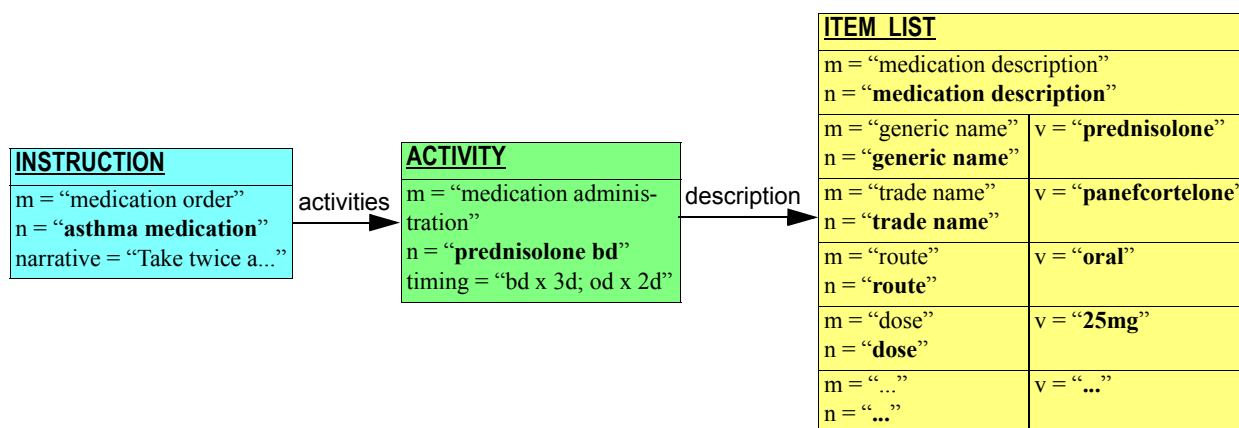 INSTRUCTION
m = “medication order”
n = “asthma medication”
narrative = “Take twice a...”
activities
ACTIVITY
m = “medication adminis-
tration”
n = “prednisolone bd”
timing = “bd x 3d; od x 2d”
description
ITEM_LIST
m = “medication description”
n = “medication description”
m = “generic name” v = “prednisolone”
n = “generic name”
m = “trade name” v = “panefcortelone”
n = “trade name”
m = “route” v = “oral”
n = “route”
m = “dose” v = “25mg”
n = “dose”
m = “...” v = “...”
n = “...”